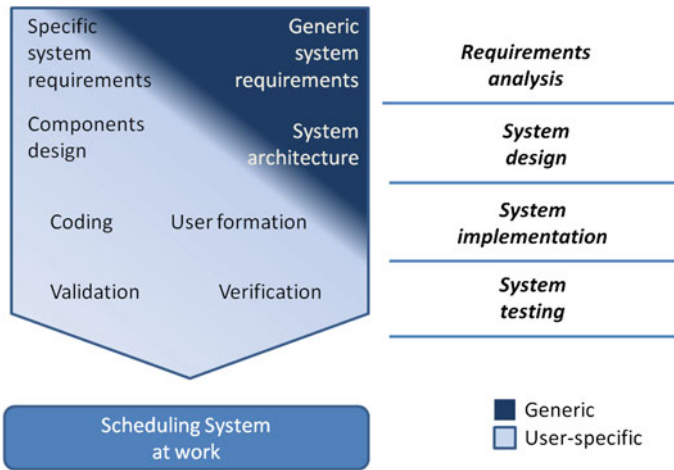 Specific
system
requirements
Generic
system
requirements
Requirements
analysis
Components
design
System
architecture
System
design
Coding
User formation
System
implementation
Validation
Verification
System
testing
Scheduling System
at work
Generic
User-specific